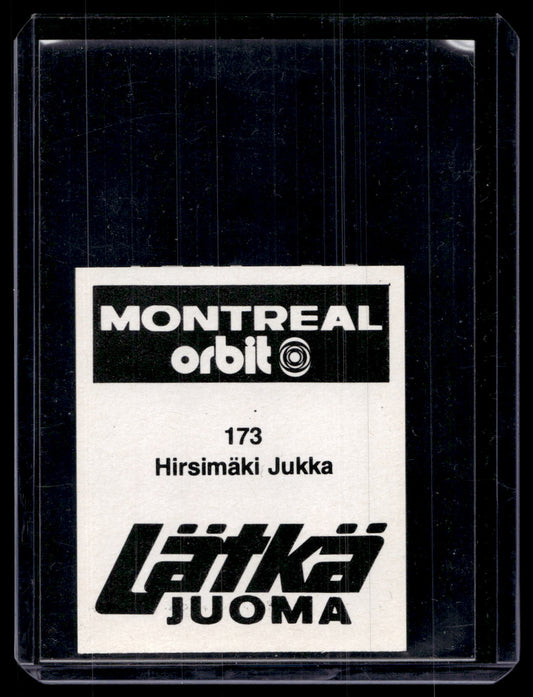 MONTREAL
orbit
173
Hirsimäki Jukka
Lätkä
JUOMA